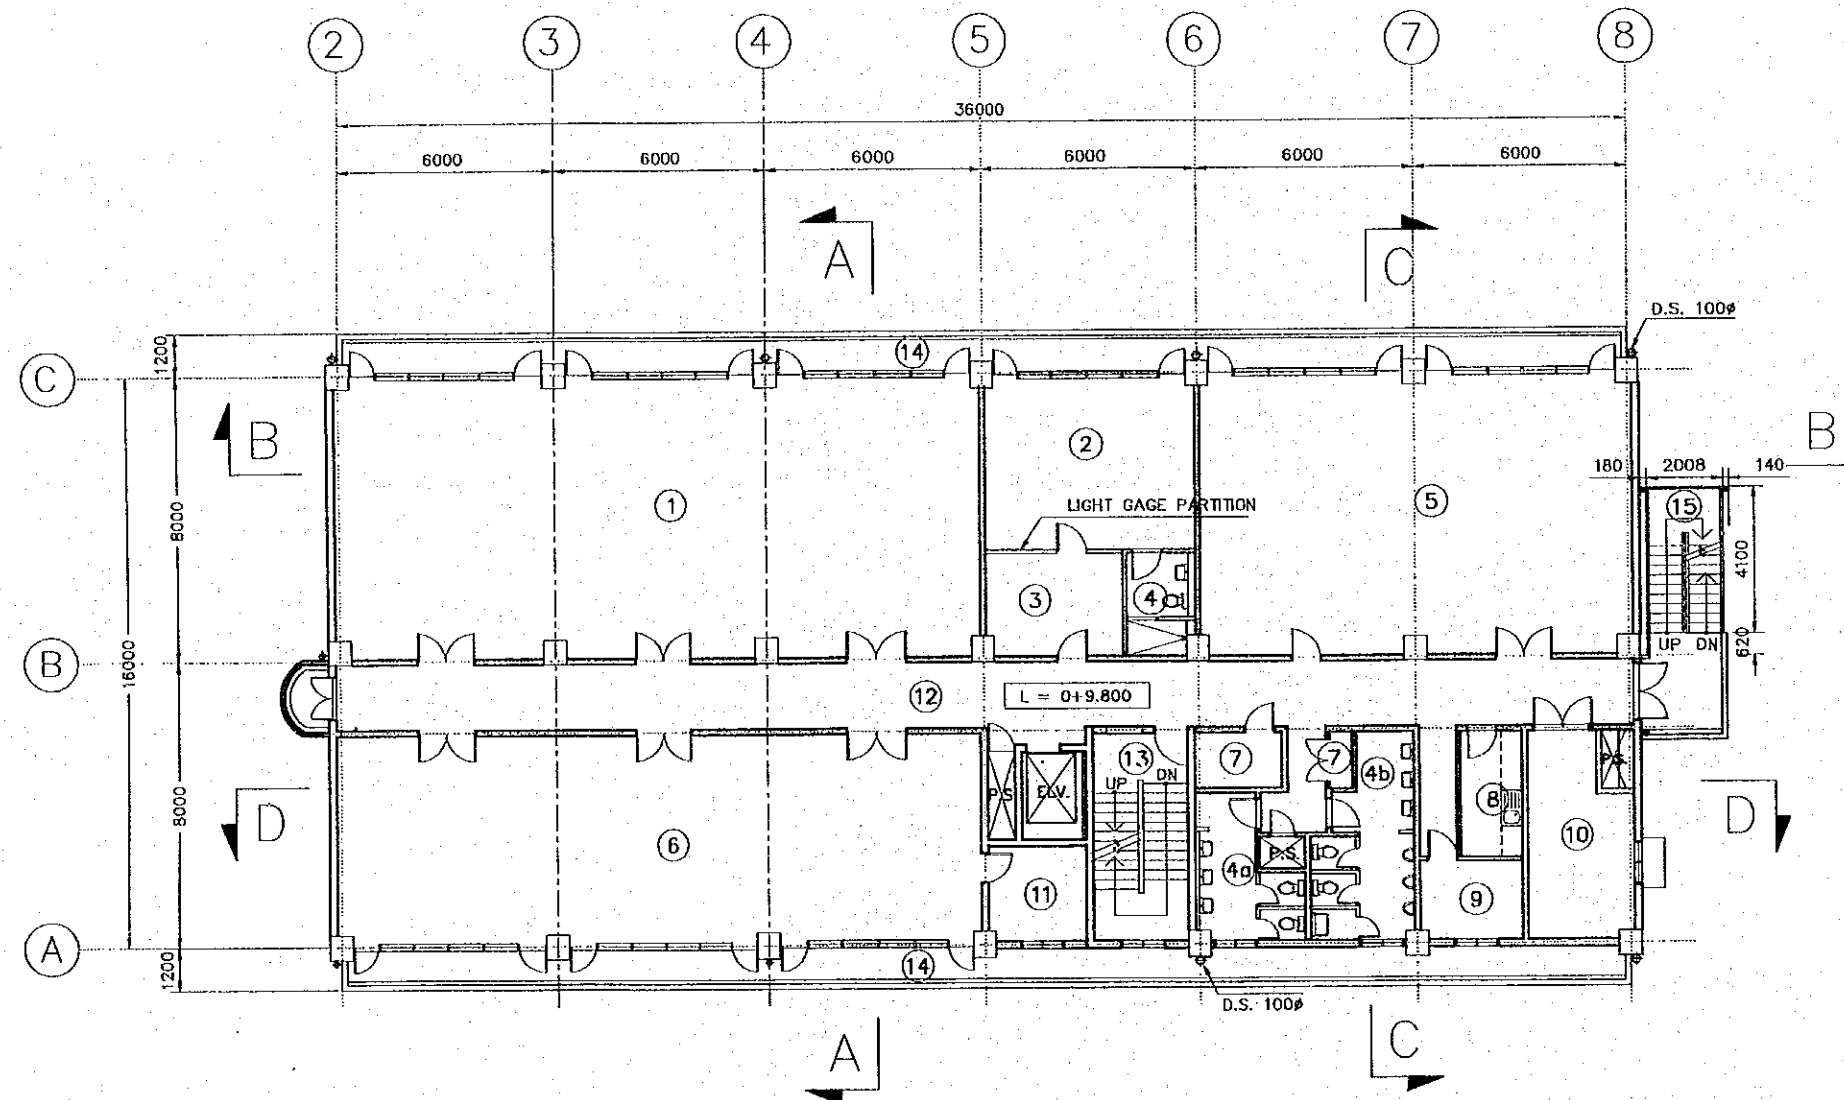 2 3 4 5 6 7 8
36000
6000 6000 6000 6000 6000 6000
A C
D.S. 100ø
1200
14
C
B
2
B
180 2008 140
1
LIGHT GAGE PARTITION
5
15
8000
4100
3
4
UP DN
620
B
16000
12
L = 0+9.800
13
7
7
4b
P.S.
UP DN
P.S
ELV.
8
D
D
8000
6
10
P.S.
4a
11
9
A
14
1200
D.S. 100ø
A C